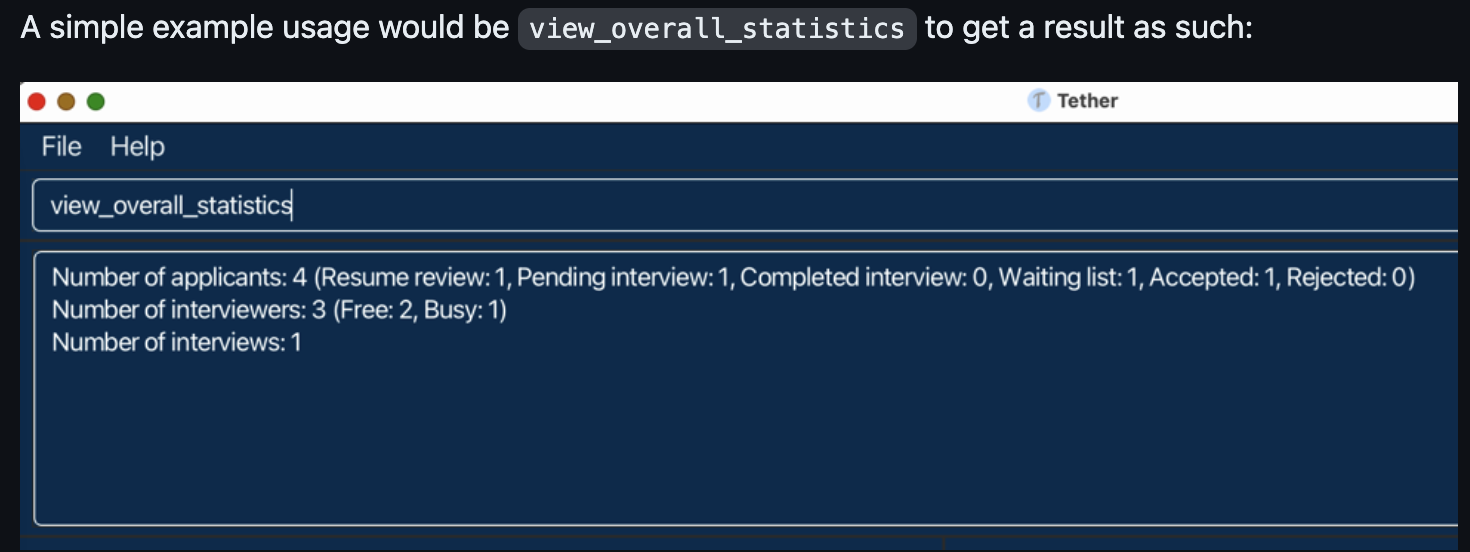 A simple example usage would be view_overall_statistics to get a result as such:
Tether
File Help
view_overall_statistics
Number of applicants: 4 (Resume review: 1, Pending interview: 1, Completed interview: 0, Waiting list: 1, Accepted: 1, Rejected: 0)
Number of interviewers: 3 (Free: 2, Busy: 1)
Number of interviews: 1